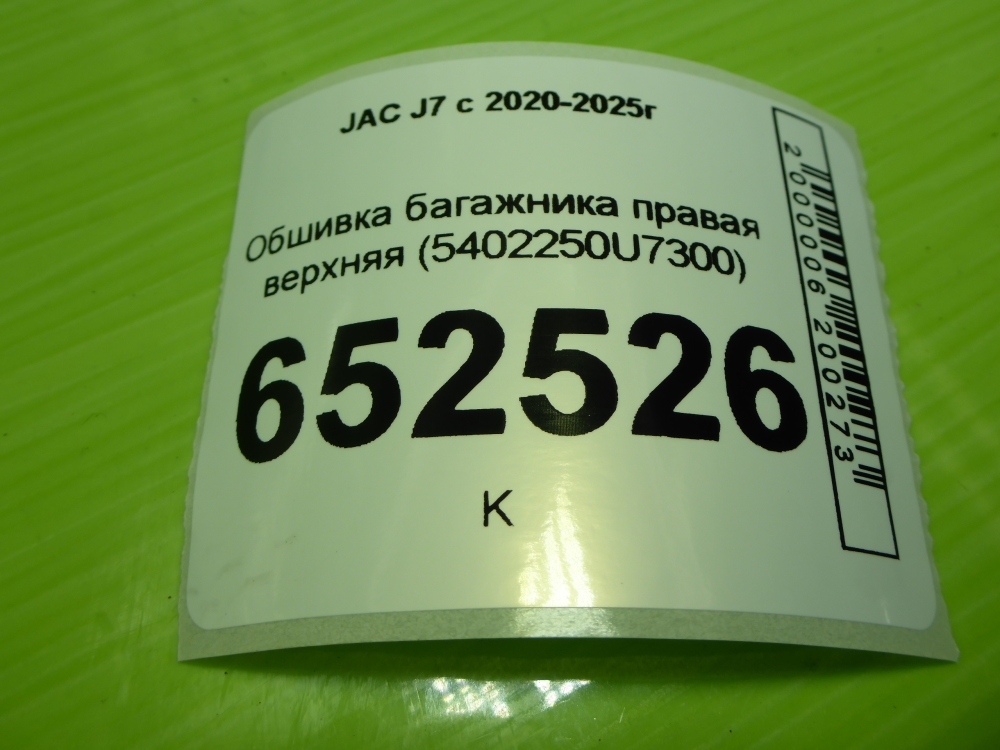 JAC J7 с 2020-2025г
Обшивка багажника правая
верхняя (5402250U7300)
652526
К
2000006200273